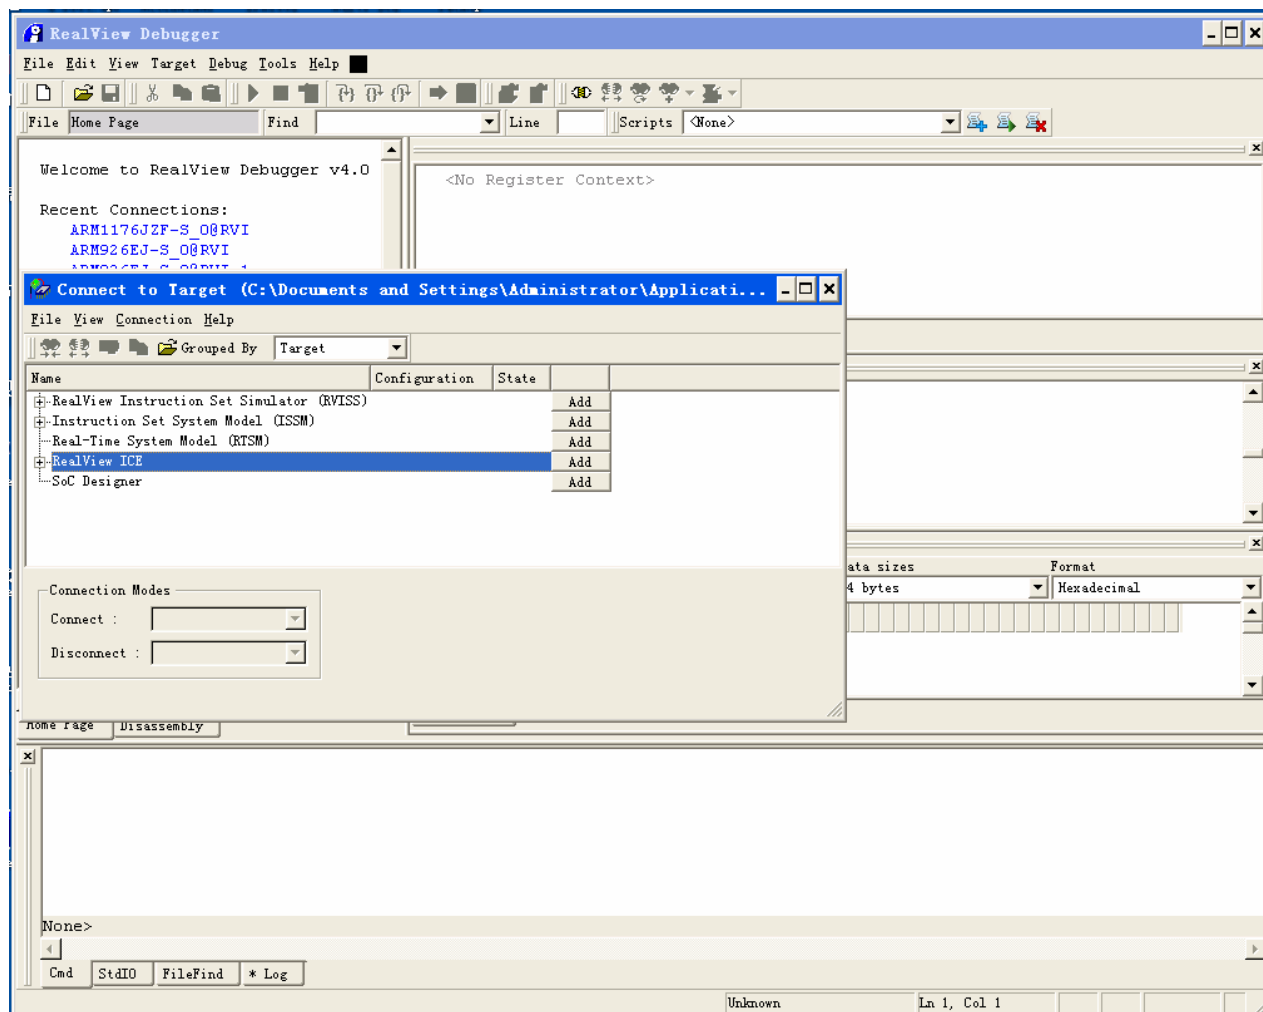 RealView Debugger
File Edit View Target Debug Tools Help
File Home Page Find Line Scripts <None>
Welcome to RealView Debugger v4.0
<No Register Context>
Recent Connections:
ARM1176JZF-S_0@RVI
ARM926EJ-S_0@RVI
Connect to Target (C:\Documents and Settings\Administrator\Applicati...
File View Connection Help
Grouped By Target
Name Configuration State
RealView Instruction Set Simulator (RVISS) Add
Instruction Set System Model (ISSM) Add
Real-Time System Model (RTSM) Add
RealView ICE Add
SoC Designer Add
ata sizes Format
4 bytes Hexadecimal
Connection Modes
Connect :
Disconnect :
Home Page Disassembly
None>
Cmd StdIO FileFind * Log
Unknown Ln 1, Col 1